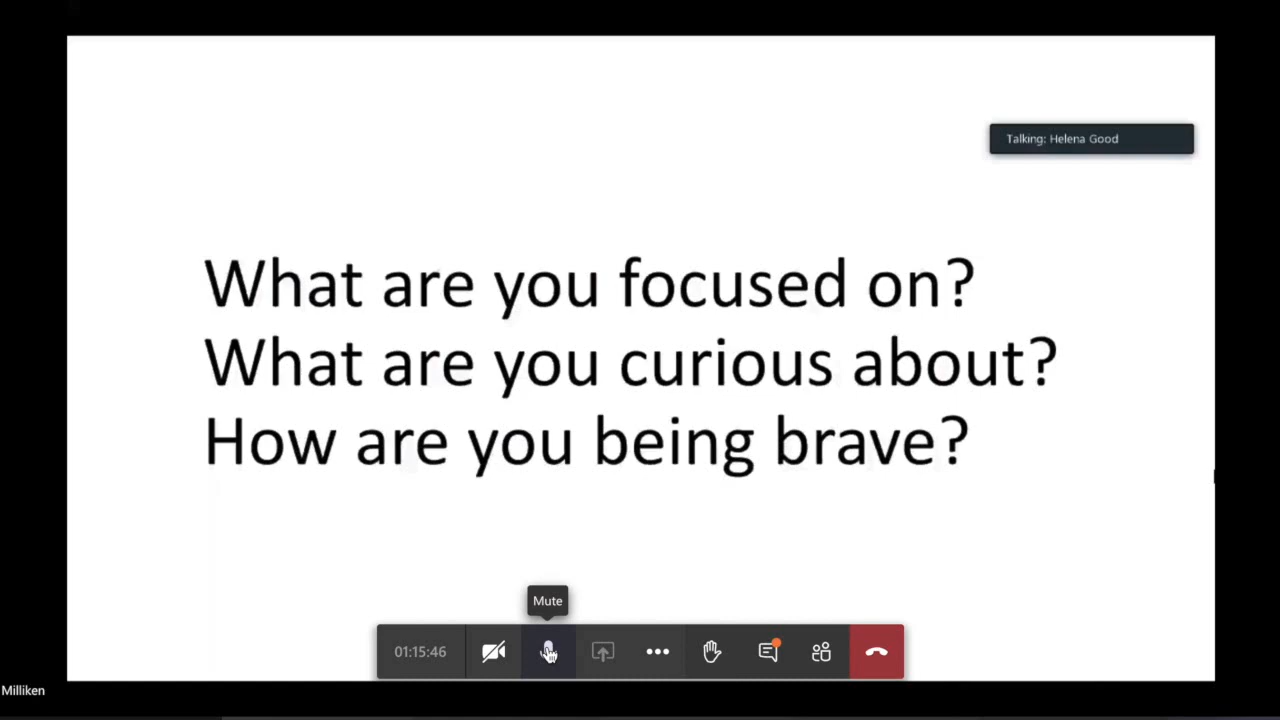 Talking: Helena Good
What are you focused on?
What are you curious about?
How are you being brave?
Mute
01:15:46
Milliken